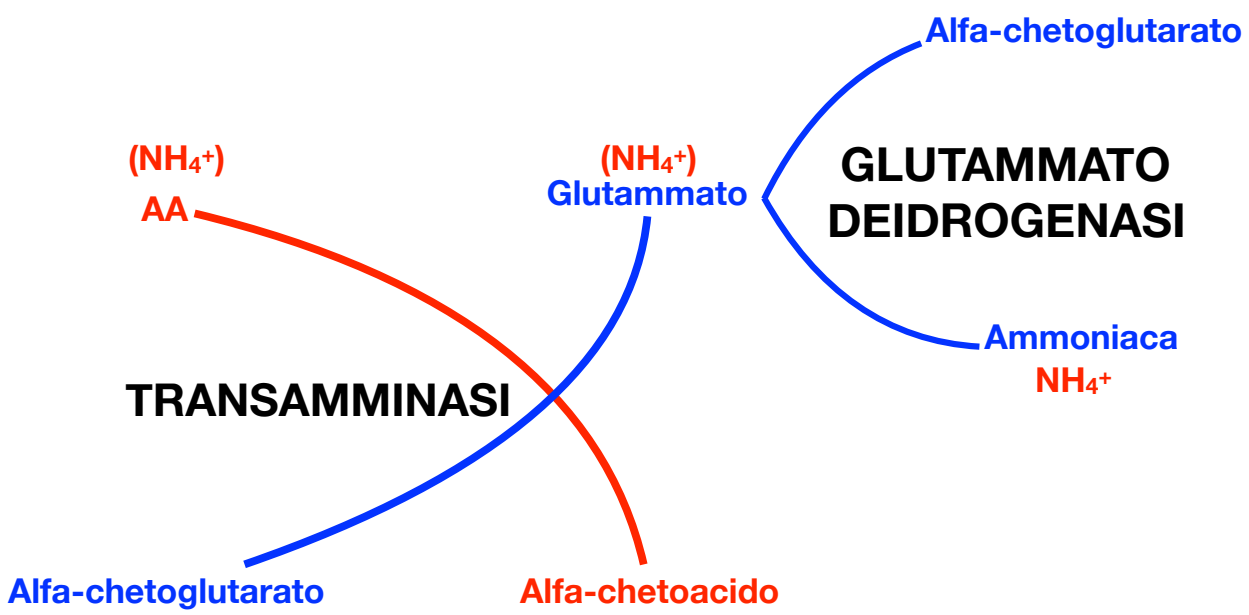 Alfa-chetoglutarato
(NH₄⁺)
AA
(NH₄⁺)
Glutammato
GLUTAMMATO
DEIDROGENASI
Ammoniaca
NH₄⁺
TRANSAMMINASI
Alfa-chetoglutarato
Alfa-chetoacido